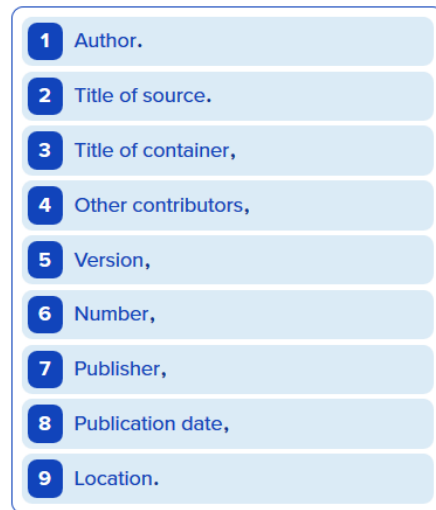 1 Author.
2 Title of source.
3 Title of container,
4 Other contributors,
5 Version,
6 Number,
7 Publisher,
8 Publication date,
9 Location.